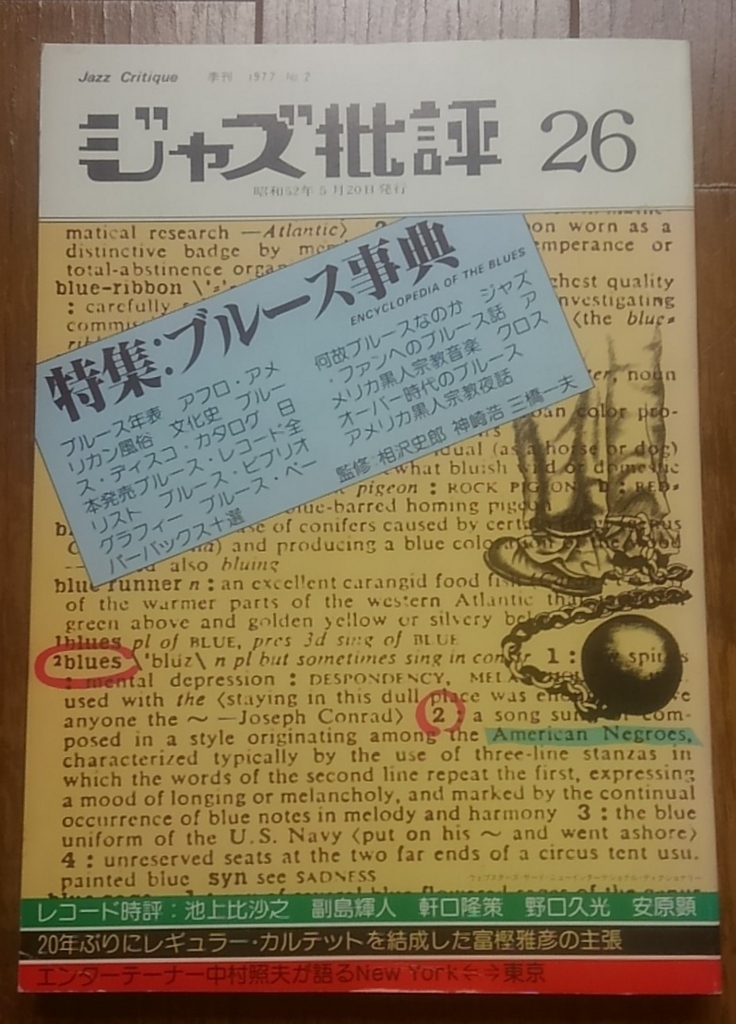 Jazz Critique 季刊 1977 No.2
ジャズ批評 26
昭和52年5月20日発行
matical research —Atlantic⟩ 2
on worn as a
distinctive badge by
emperance or
total-abstinence
blue-ribbon
ghest quality
: carefully
nvestigating
⟨the blue-
特集:ブルース事典
ENCYCLOPEDIA OF THE BLUES
ブルース年表 アフロ・アメ
リカン風俗 文化史 ブルー
ス・ディスコ・カタログ 日
本発売ブルース・レコード全
リスト ブルース・ビブリオ
グラフィー ブルース・ペー
パーバックス十選
何故ブルースなのか ジャズ
・ファンへのブルース話 ア
メリカ黒人宗教音楽 クロス
オーバー時代のブルース
アメリカ黒人宗教夜話
監修 相沢史郎 神崎浩 三橋一夫
noun
color pro-
dual (as a horse or dog)
what bluish wild or domestic
pigeon : ROCK PIGEON b : RED-
blue-barred homing pigeon
se of conifers caused by
and producing a blue
also bluing
blue runner n : an excellent carangid food
of the warmer parts of the western Atlantic that
green above and golden yellow or silvery
¹blues pl of BLUE, pres 3d sing of BLUE
²blues \'blüz\ n pl but sometimes sing in constr 1 : low spirits
: mental depression : DESPONDENCY,
used with the ⟨staying in this dull place was
anyone the ~ —Joseph Conrad⟩ 2 : a song com-
posed in a style originating among the American Negroes,
characterized typically by the use of three-line stanzas in
which the words of the second line repeat the first, expressing
a mood of longing or melancholy, and marked by the continual
occurrence of blue notes in melody and harmony 3 : the blue
uniform of the U.S. Navy ⟨put on his ~ and went ashore⟩
4 : unreserved seats at the two far ends of a circus tent usu.
painted blue syn see SADNESS
レコード時評:池上比沙之 副島輝人 軒口隆策 野口久光 安原顕
20年ぶりにレギュラー・カルテットを結成した富樫雅彦の主張
エンターテーナー中村照夫が語るNew York⇔東京